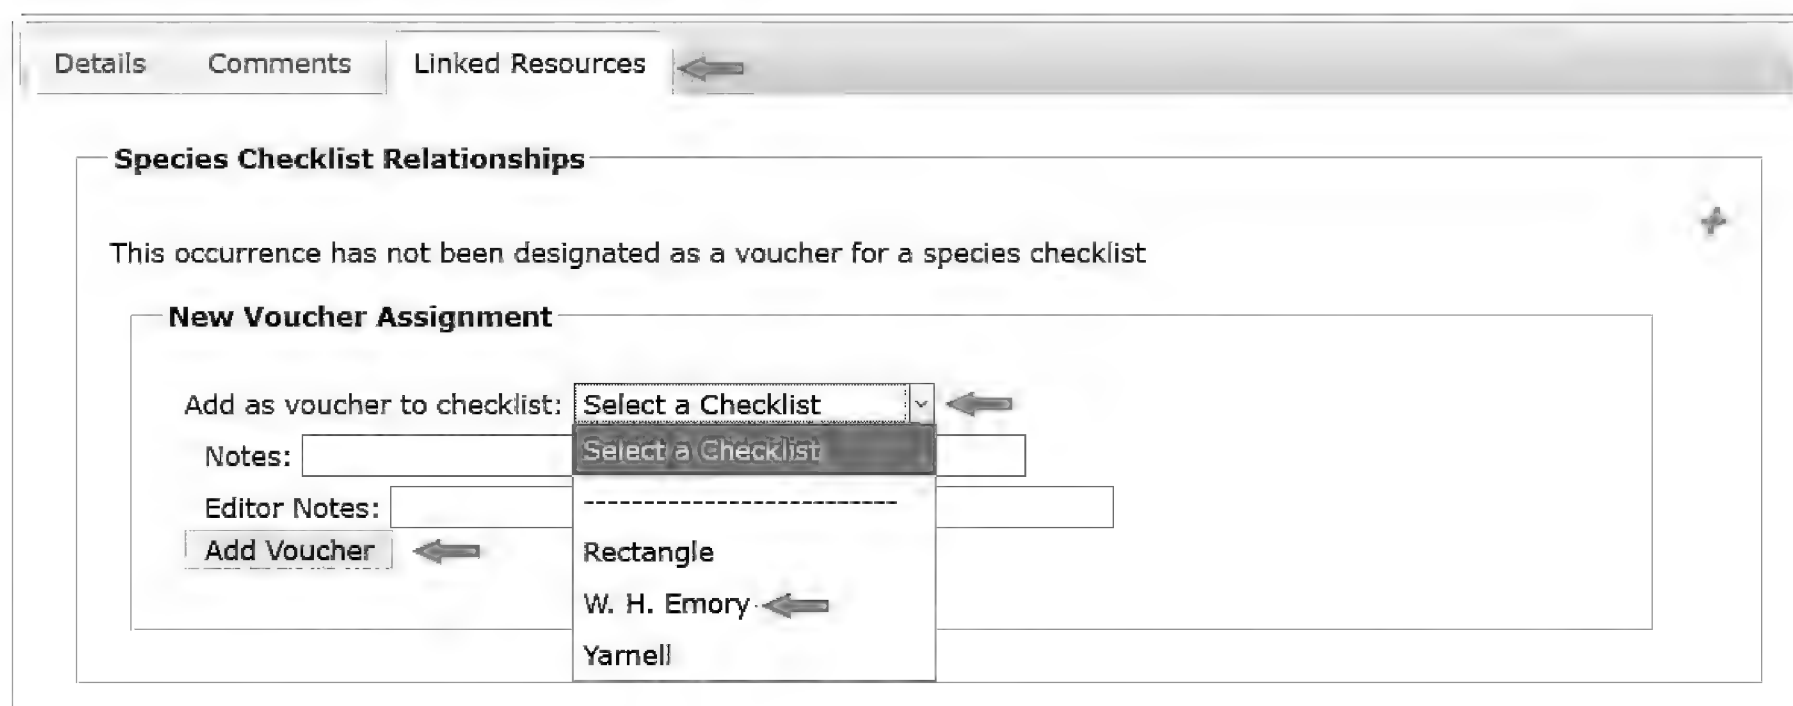 Details Comments Linked Resources
Species Checklist Relationships
This occurrence has not been designated as a voucher for a species checklist
New Voucher Assignment
Add as voucher to checklist: Select a Checklist
Select a Checklist
Notes:
---------------------------
Editor Notes:
Add Voucher
Rectangle
W. H. Emory
Yarnell